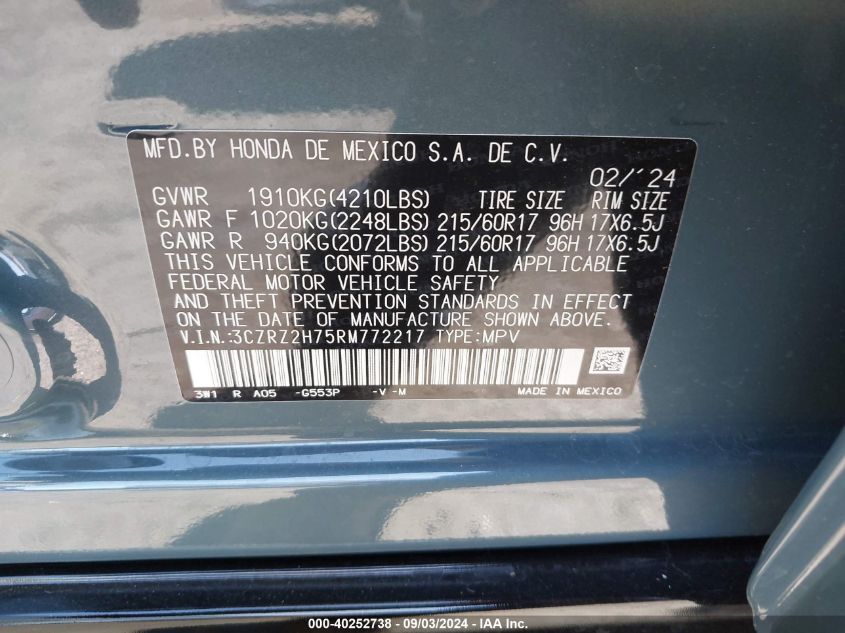 MFD.BY HONDA DE MEXICO S.A. DE C.V.
02/'24
GVWR 1910KG(4210LBS) TIRE SIZE RIM SIZE
GAWR F 1020KG(2248LBS) 215/60R17 96H 17X6.5J
GAWR R 940KG(2072LBS) 215/60R17 96H 17X6.5J
THIS VEHICLE CONFORMS TO ALL APPLICABLE
FEDERAL MOTOR VEHICLE SAFETY
AND THEFT PREVENTION STANDARDS IN EFFECT
ON THE DATE OF MANUFACTURE SHOWN ABOVE.
V.I.N.:3CZRZ2H75RM772217 TYPE:MPV
3W1 R A05 -G553P -V -M MADE IN MEXICO
000-40252738 - 09/03/2024 - IAA Inc.